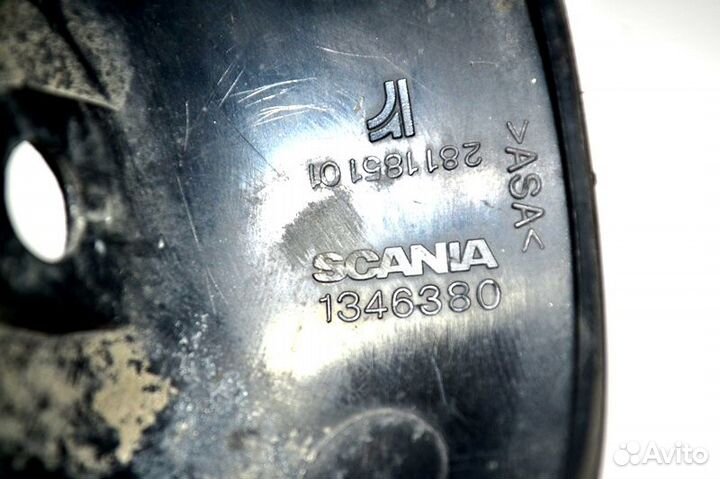 281185101
>ASA<
SCANIA
1346380
Avito